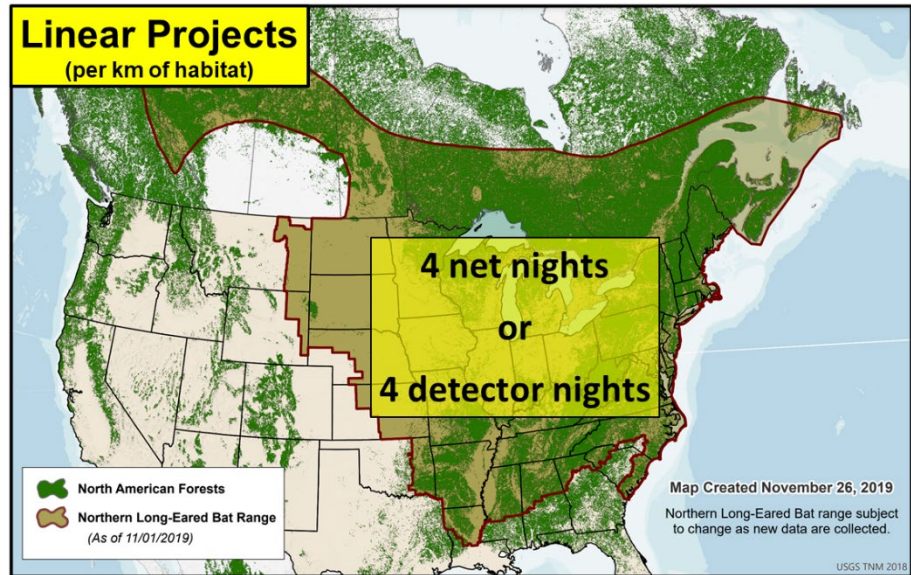 Linear Projects
(per km of habitat)
4 net nights
or
4 detector nights
North American Forests
Northern Long-Eared Bat Range
(As of 11/01/2019)
Map Created November 26, 2019
Northern Long-Eared Bat range subject
to change as new data are collected.
USGS TNM 2018